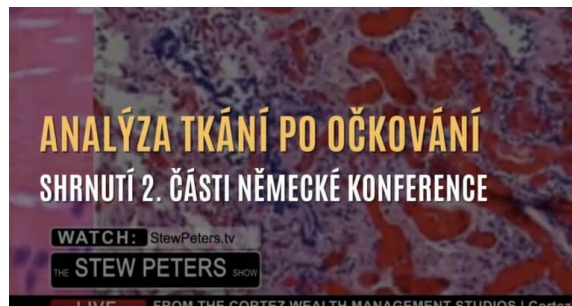 ANALÝZA TKÁNÍ PO OČKOVÁNÍ
SHRNUTÍ 2. ČÁSTI NĚMECKÉ KONFERENCE
WATCH: StewPeters.tv
THE STEW PETERS SHOW
LIVE FROM THE CORTEZ WEALTH MANAGEMENT STUDIOS | Cortez